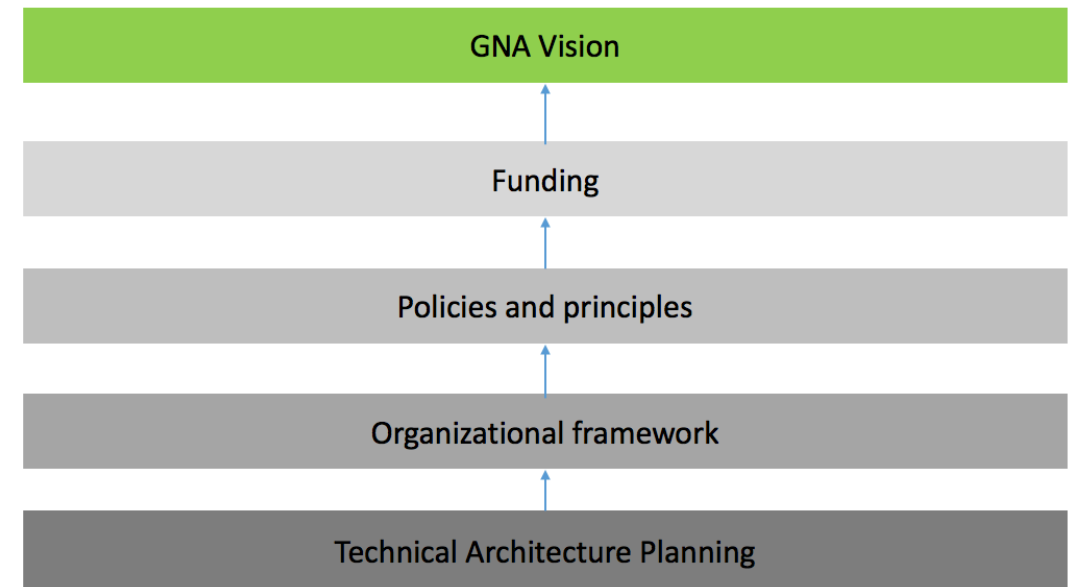 GNA Vision
Funding
Policies and principles
Organizational framework
Technical Architecture Planning